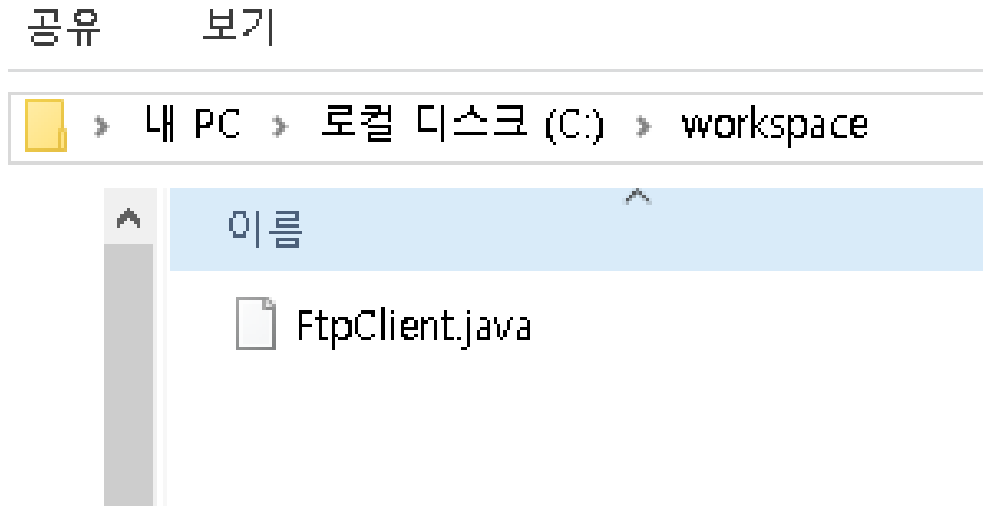 공유 보기
내 PC 로컬 디스크 (C:) workspace
이름
FtpClient.java